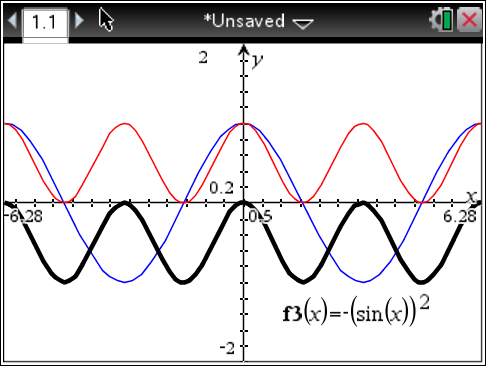 1.1 *Unsaved
2 y
0.2
x
-6.28 0.5 6.28
f3(x)=-(sin(x))²
-2